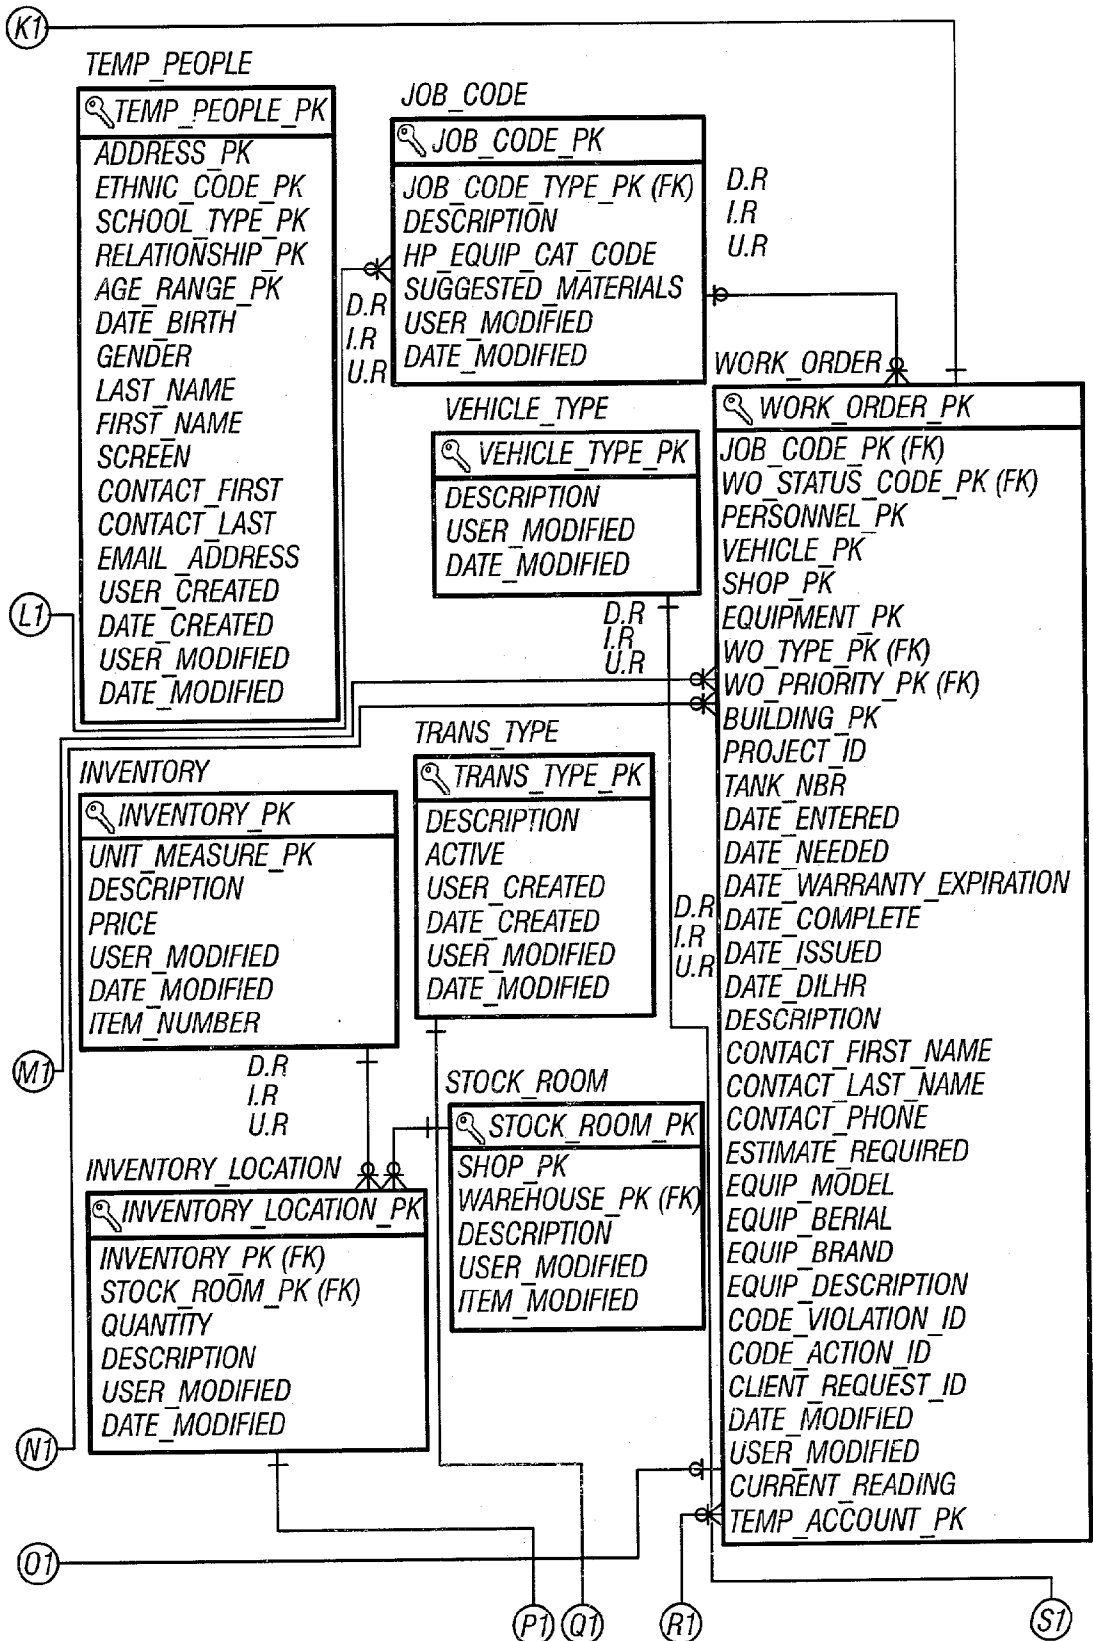 K1
TEMP_PEOPLE
TEMP_PEOPLE_PK
ADDRESS_PK
ETHNIC_CODE_PK
SCHOOL_TYPE_PK
RELATIONSHIP_PK
AGE_RANGE_PK
DATE_BIRTH
GENDER
LAST_NAME
FIRST_NAME
SCREEN
CONTACT_FIRST
CONTACT_LAST
EMAIL_ADDRESS
USER_CREATED
DATE_CREATED
USER_MODIFIED
DATE_MODIFIED
JOB_CODE
JOB_CODE_PK
JOB_CODE_TYPE_PK (FK)
DESCRIPTION
HP_EQUIP_CAT_CODE
SUGGESTED_MATERIALS
USER_MODIFIED
DATE_MODIFIED
D.R
I.R
U.R
D.R
I.R
U.R
VEHICLE_TYPE
VEHICLE_TYPE_PK
DESCRIPTION
USER_MODIFIED
DATE_MODIFIED
D.R
I.R
U.R
L1
WORK_ORDER
WORK_ORDER_PK
JOB_CODE_PK (FK)
WO_STATUS_CODE_PK (FK)
PERSONNEL_PK
VEHICLE_PK
SHOP_PK
EQUIPMENT_PK
WO_TYPE_PK (FK)
WO_PRIORITY_PK (FK)
BUILDING_PK
PROJECT_ID
TANK_NBR
DATE_ENTERED
DATE_NEEDED
DATE_WARRANTY_EXPIRATION
DATE_COMPLETE
DATE_ISSUED
DATE_DILHR
DESCRIPTION
CONTACT_FIRST_NAME
CONTACT_LAST_NAME
CONTACT_PHONE
ESTIMATE_REQUIRED
EQUIP_MODEL
EQUIP_BERIAL
EQUIP_BRAND
EQUIP_DESCRIPTION
CODE_VIOLATION_ID
CODE_ACTION_ID
CLIENT_REQUEST_ID
DATE_MODIFIED
USER_MODIFIED
CURRENT_READING
TEMP_ACCOUNT_PK
D.R
I.R
U.R
TRANS_TYPE
TRANS_TYPE_PK
DESCRIPTION
ACTIVE
USER_CREATED
DATE_CREATED
USER_MODIFIED
DATE_MODIFIED
INVENTORY
INVENTORY_PK
UNIT_MEASURE_PK
DESCRIPTION
PRICE
USER_MODIFIED
DATE_MODIFIED
ITEM_NUMBER
M1
D.R
I.R
U.R
STOCK_ROOM
STOCK_ROOM_PK
SHOP_PK
WAREHOUSE_PK (FK)
DESCRIPTION
USER_MODIFIED
ITEM_MODIFIED
INVENTORY_LOCATION
INVENTORY_LOCATION_PK
INVENTORY_PK (FK)
STOCK_ROOM_PK (FK)
QUANTITY
DESCRIPTION
USER_MODIFIED
DATE_MODIFIED
N1
O1
P1
Q1
R1
S1